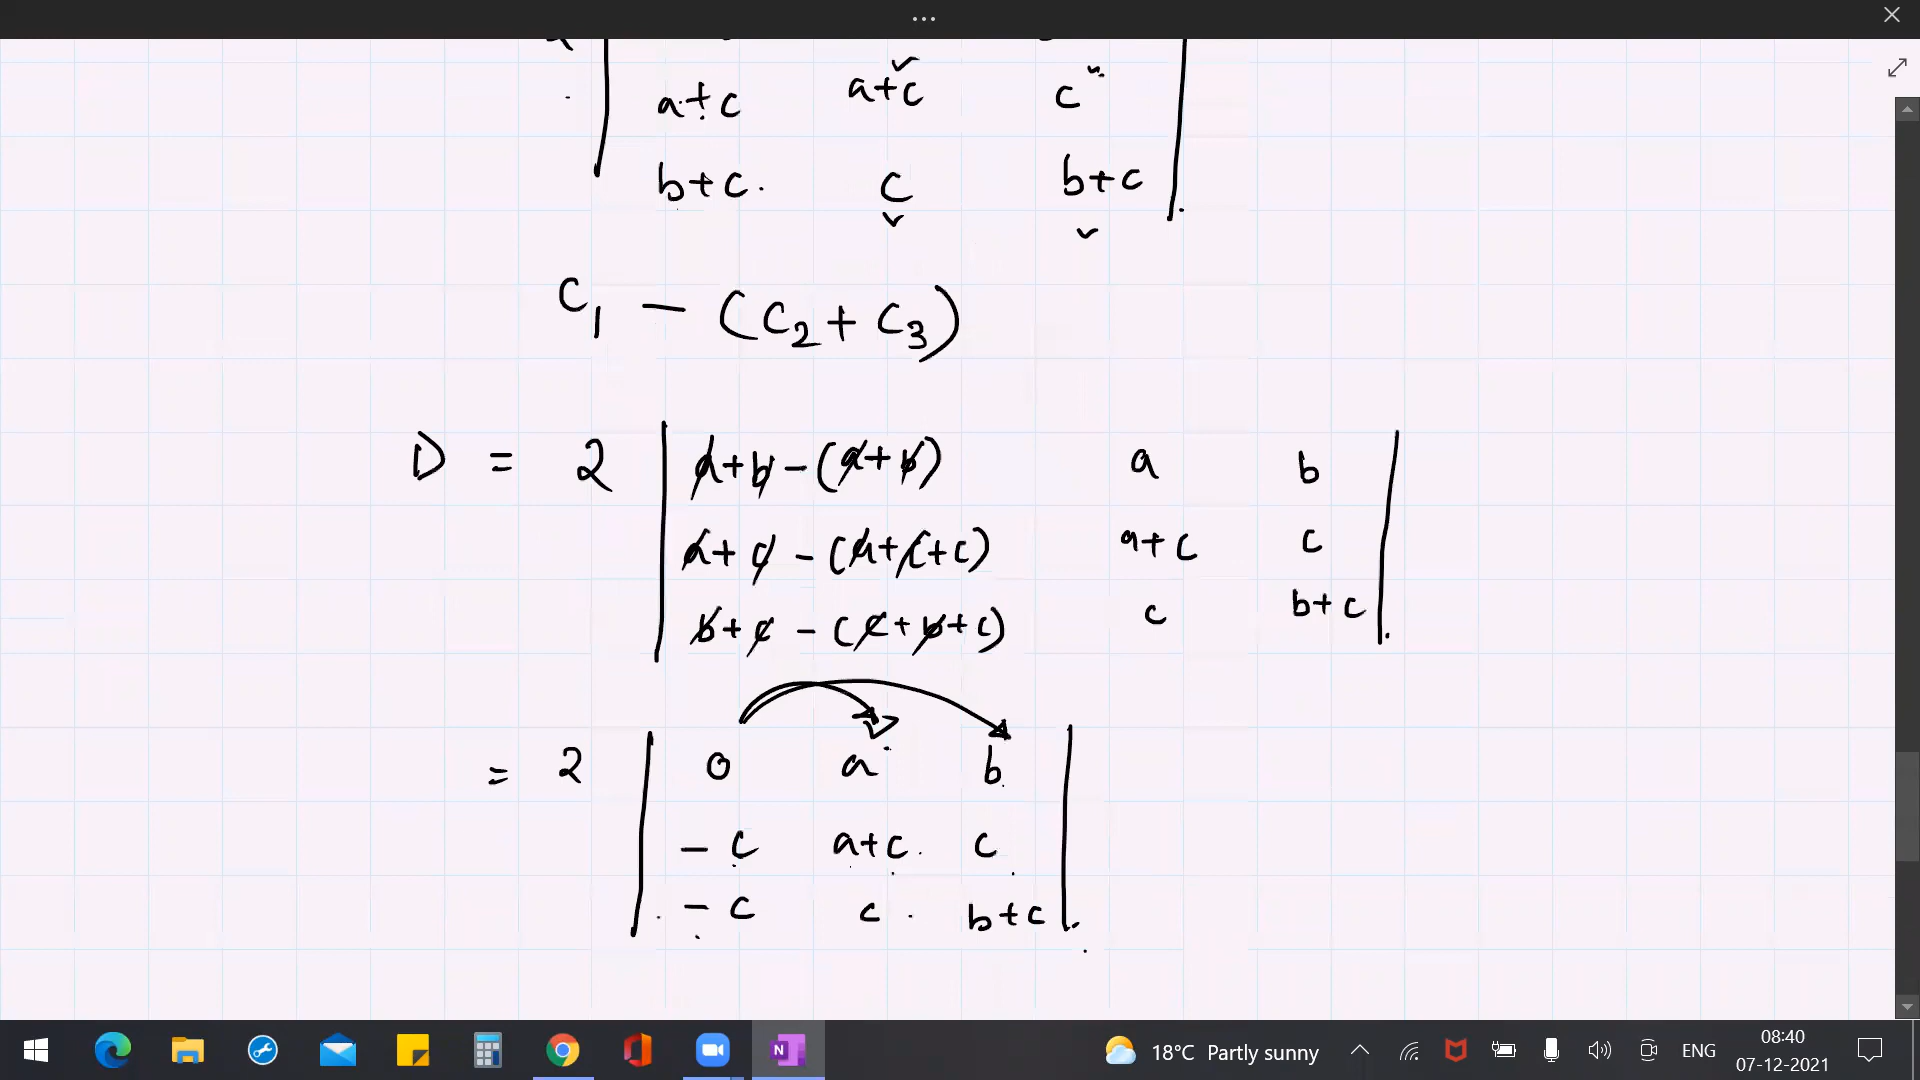 a+c a+c c
b+c. c b+c
C₁ - (C₂ + C₃)
D = 2 | a+b-(a+b) a b |
a+c - (a+c+c) a+c c
b+c - (c+b+c) c b+c
= 2 | 0 a b |
-c a+c c
-c c b+c
18°C Partly sunny
ENG
08:40
07-12-2021